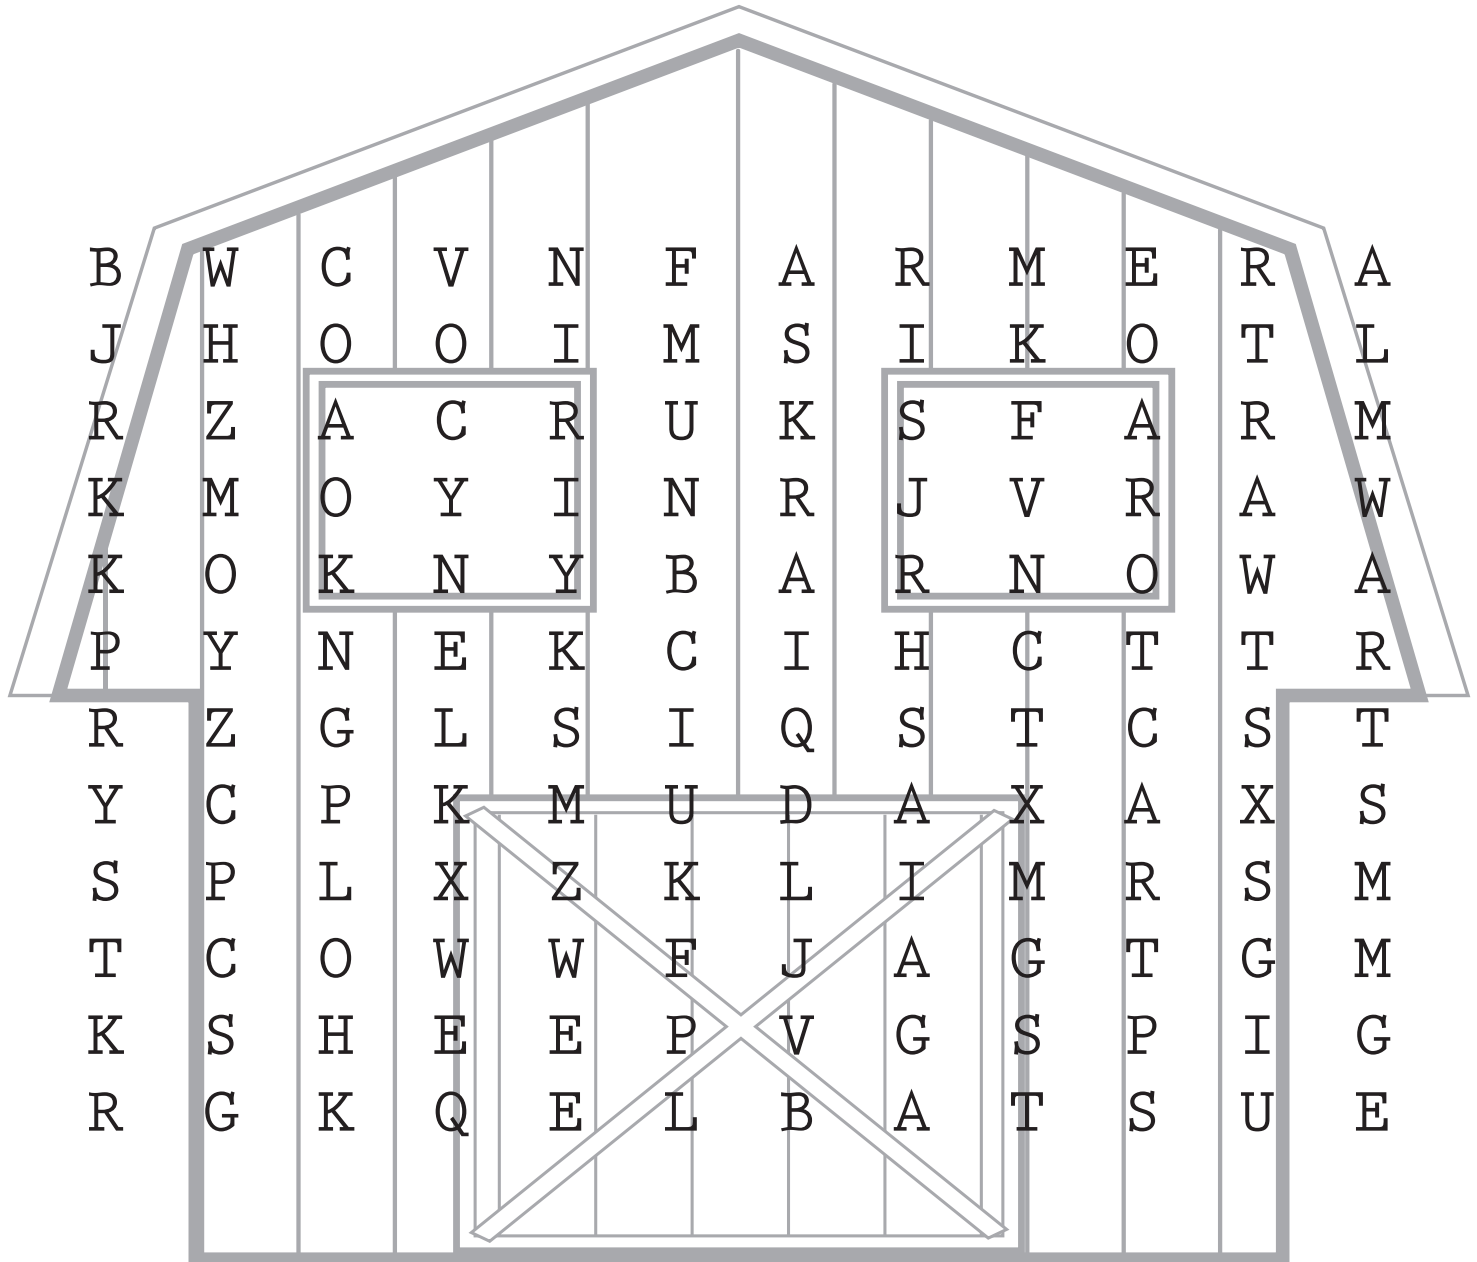 B W C V N F A R M E R A
J H O O I M S I K O T L
R Z A C R U K S F A R M
K M O Y I N R J V R A W
K O K N Y B A R N O W A
P Y N E K C I H C T T R
R Z G L S I Q S T C S T
Y C P K M U D A X A X S
S P L X Z K L I M R S M
T C O W W F J A G T G M
K S H E E P V G S P I G
R G K Q E L B A T S U E